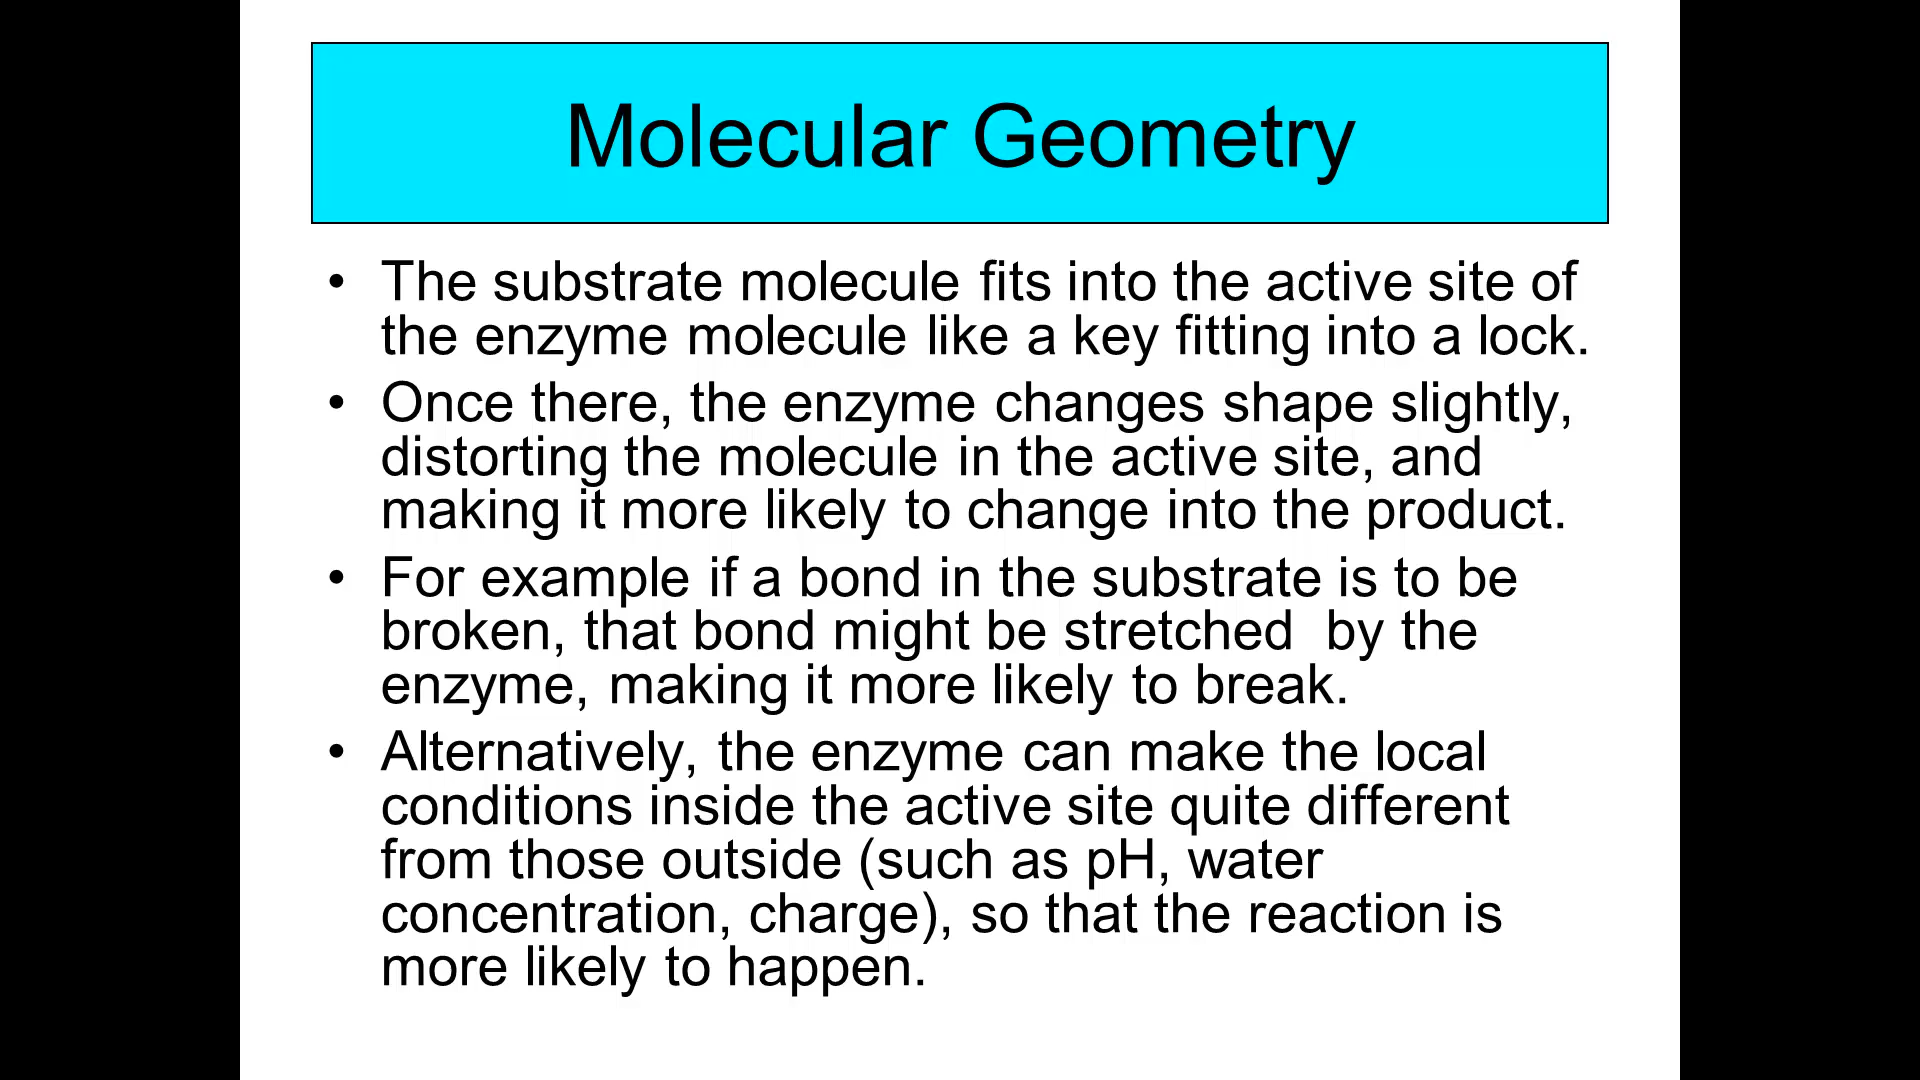 Molecular Geometry
• The substrate molecule fits into the active site of
the enzyme molecule like a key fitting into a lock.
• Once there, the enzyme changes shape slightly,
distorting the molecule in the active site, and
making it more likely to change into the product.
• For example if a bond in the substrate is to be
broken, that bond might be stretched  by the
enzyme, making it more likely to break.
• Alternatively, the enzyme can make the local
conditions inside the active site quite different
from those outside (such as pH, water
concentration, charge), so that the reaction is
more likely to happen.